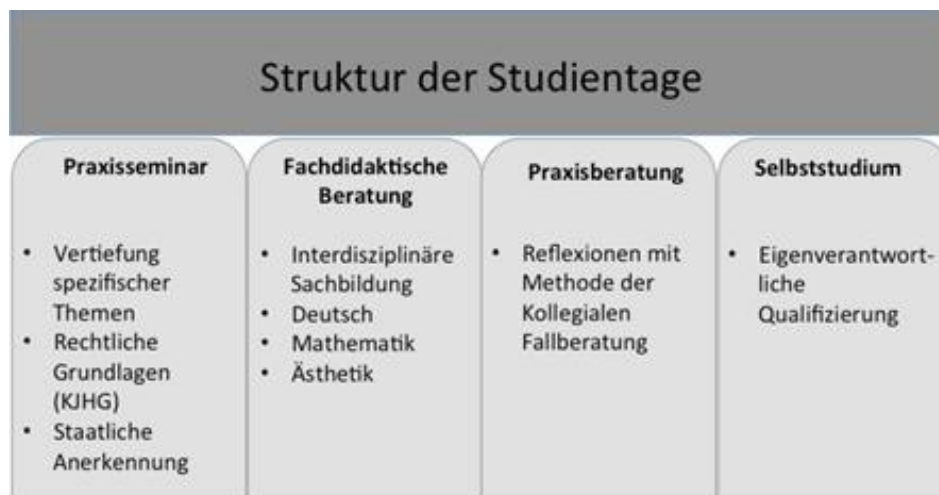 Struktur der Studientage
Praxisseminar
• Vertiefung
spezifischer
Themen
• Rechtliche
Grundlagen
(KJHG)
• Staatliche
Anerkennung
Fachdidaktische
Beratung
• Interdisziplinäre
Sachbildung
• Deutsch
• Mathematik
• Ästhetik
Praxisberatung
• Reflexionen mit
Methode der
Kollegialen
Fallberatung
Selbststudium
• Eigenverantwort-
liche
Qualifizierung